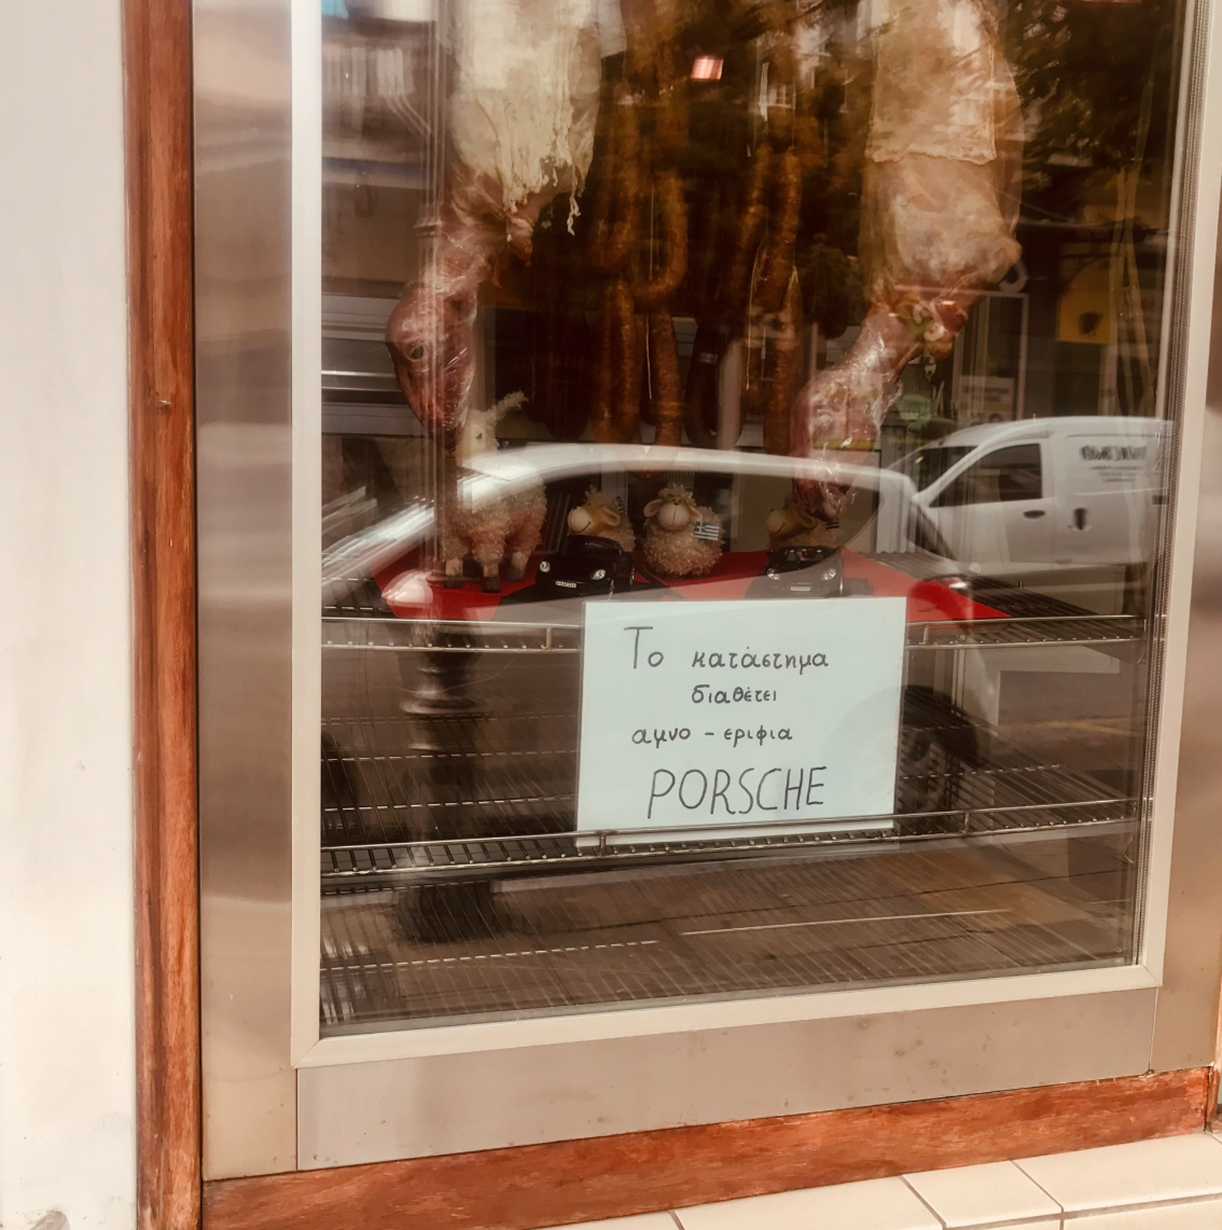 Το κατάστημα
διαθέτει
αμνο - εριφια
PORSCHE